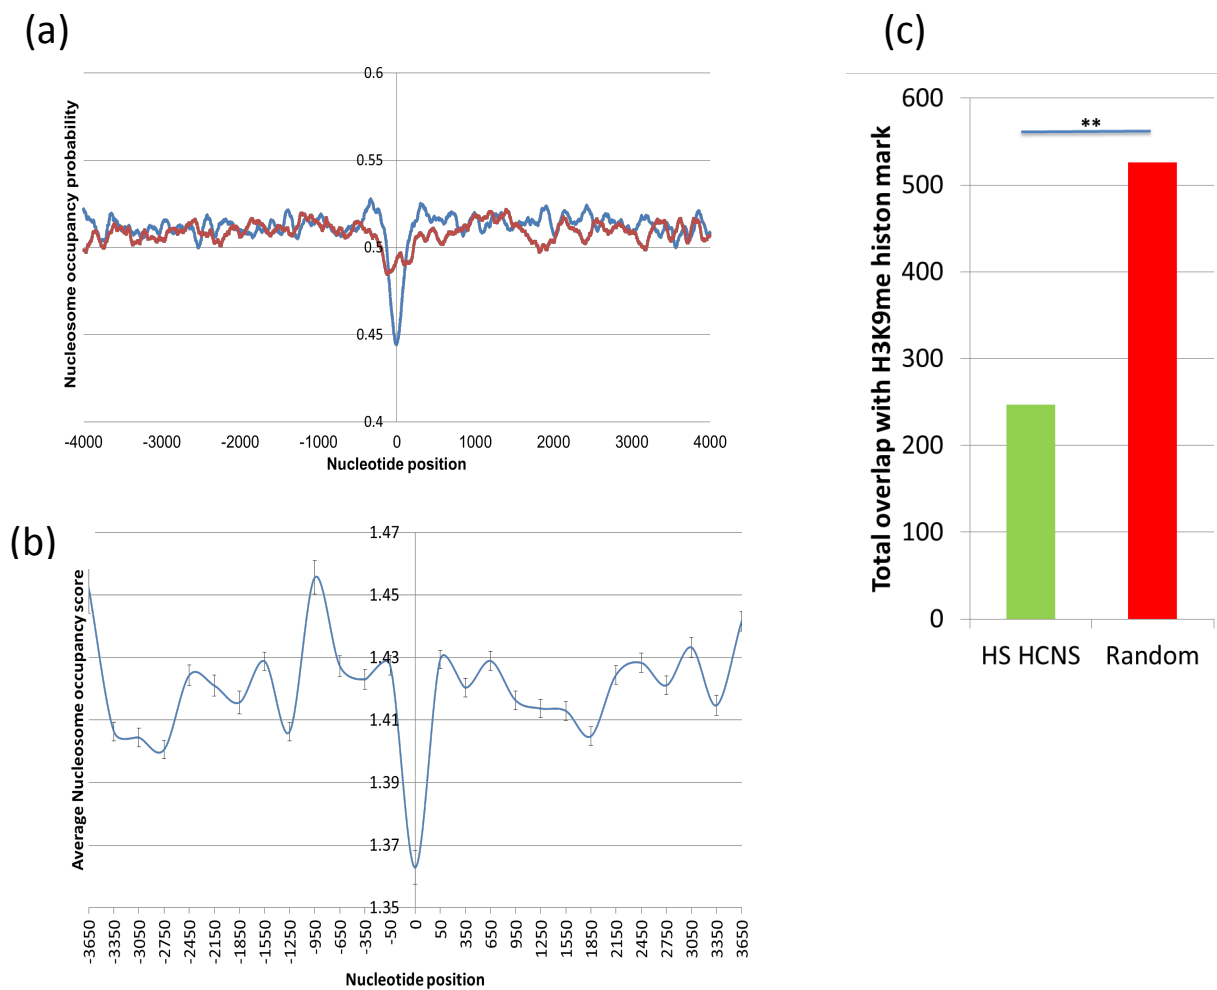 (a)
Nucleosome occupancy probability
0.6
0.55
0.5
0.45
0.4
-4000 -3000 -2000 -1000 0 1000 2000 3000 4000
Nucleotide position
(b)
Average Nucleosome occupancy score
1.47
1.45
1.43
1.41
1.39
1.37
1.35
-3650 -3350 -3050 -2750 -2450 -2150 -1850 -1550 -1250 -950 -650 -350 -50 0 50 350 650 950 1250 1550 1850 2150 2450 2750 3050 3350 3650
Nucleotide position
(c)
Total overlap with H3K9me histon mark
600
500
400
300
200
100
0
**
HS HCNS Random